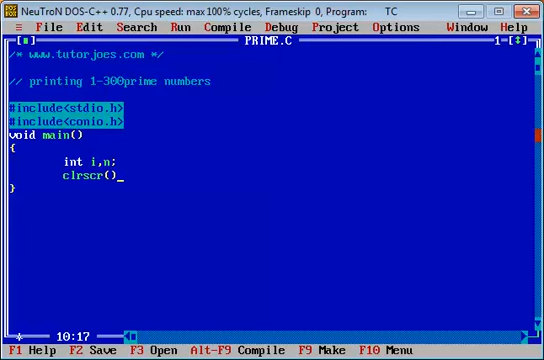 NeuTroN DOS-C++ 0.77, Cpu speed: max 100% cycles, Frameskip 0, Program: TC
≡ File Edit Search Run Compile Debug Project Options Window Help
[■] PRIME.C 1=[↕]
/* www.tutorjoes.com */
// printing 1-300prime numbers
#include<stdio.h>
#include<conio.h>
void main()
{
int i,n;
clrscr()_
}
* 10:17
F1 Help F2 Save F3 Open Alt-F9 Compile F9 Make F10 Menu